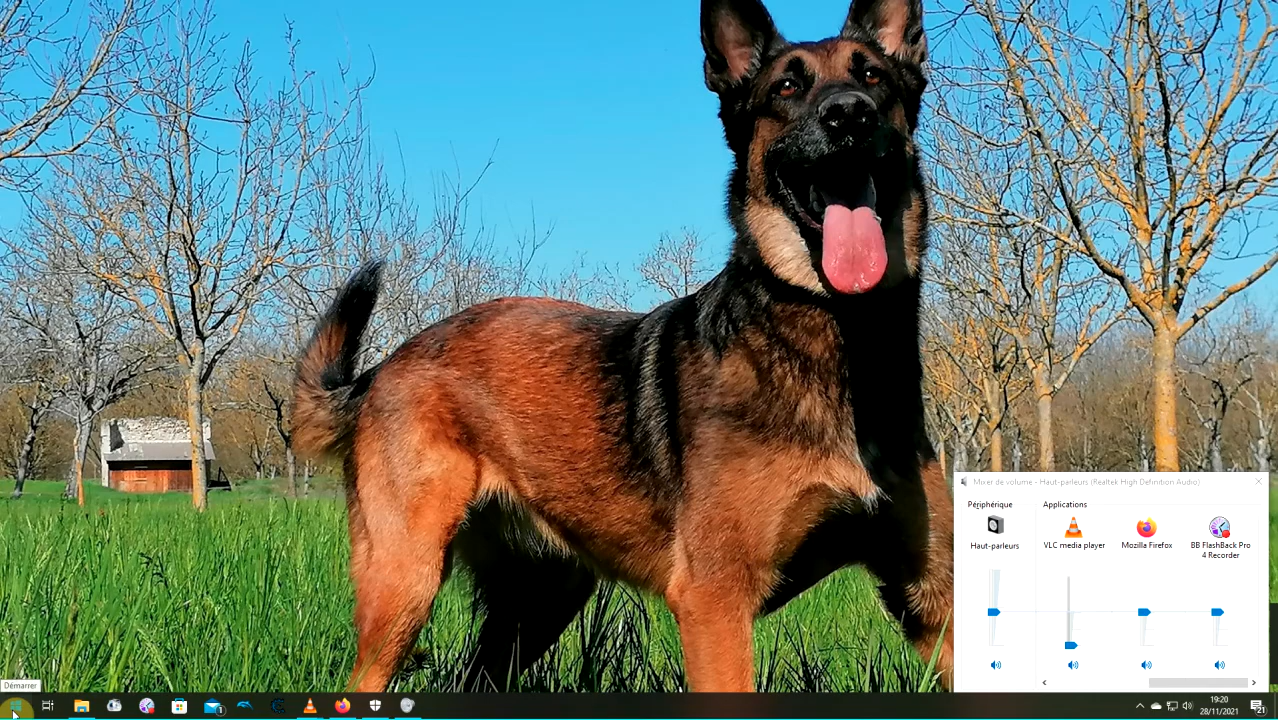 Mixer de volume - Haut-parleurs (Realtek High Definition Audio)
Périphérique
Applications
Haut-parleurs
VLC media player
Mozilla Firefox
BB FlashBack Pro
4 Recorder
Démarrer
1
19:20
28/11/2021
21